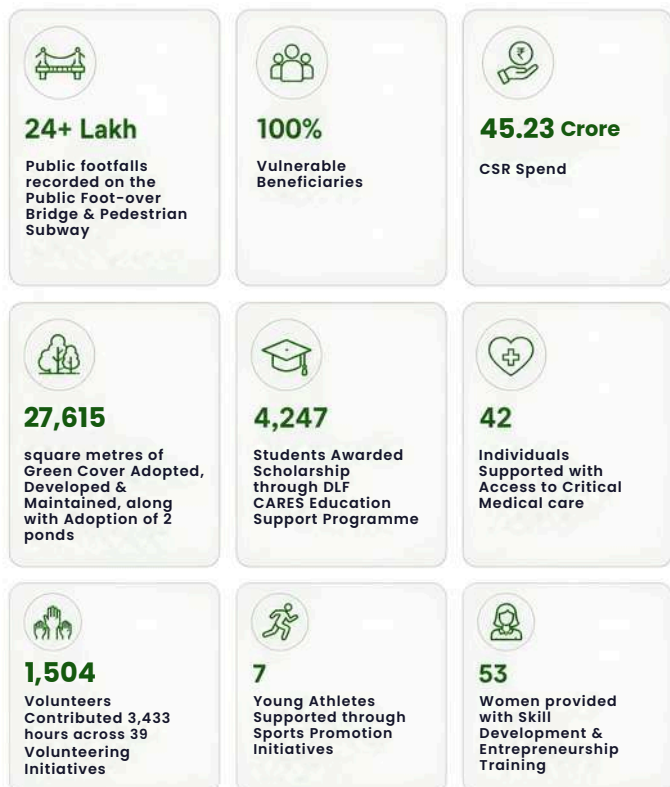 24+ Lakh
Public footfalls
recorded on the
Public Foot-over
Bridge & Pedestrian
Subway
100%
Vulnerable
Beneficiaries
₹
45.23 Crore
CSR Spend
27,615
square metres of
Green Cover Adopted,
Developed &
Maintained, along
with Adoption of 2
ponds
4,247
Students Awarded
Scholarship
through DLF
CARES Education
Support Programme
42
Individuals
Supported with
Access to Critical
Medical care
1,504
Volunteers
Contributed 3,433
hours across 39
Volunteering
Initiatives
7
Young Athletes
Supported through
Sports Promotion
Initiatives
53
Women provided
with Skill
Development &
Entrepreneurship
Training